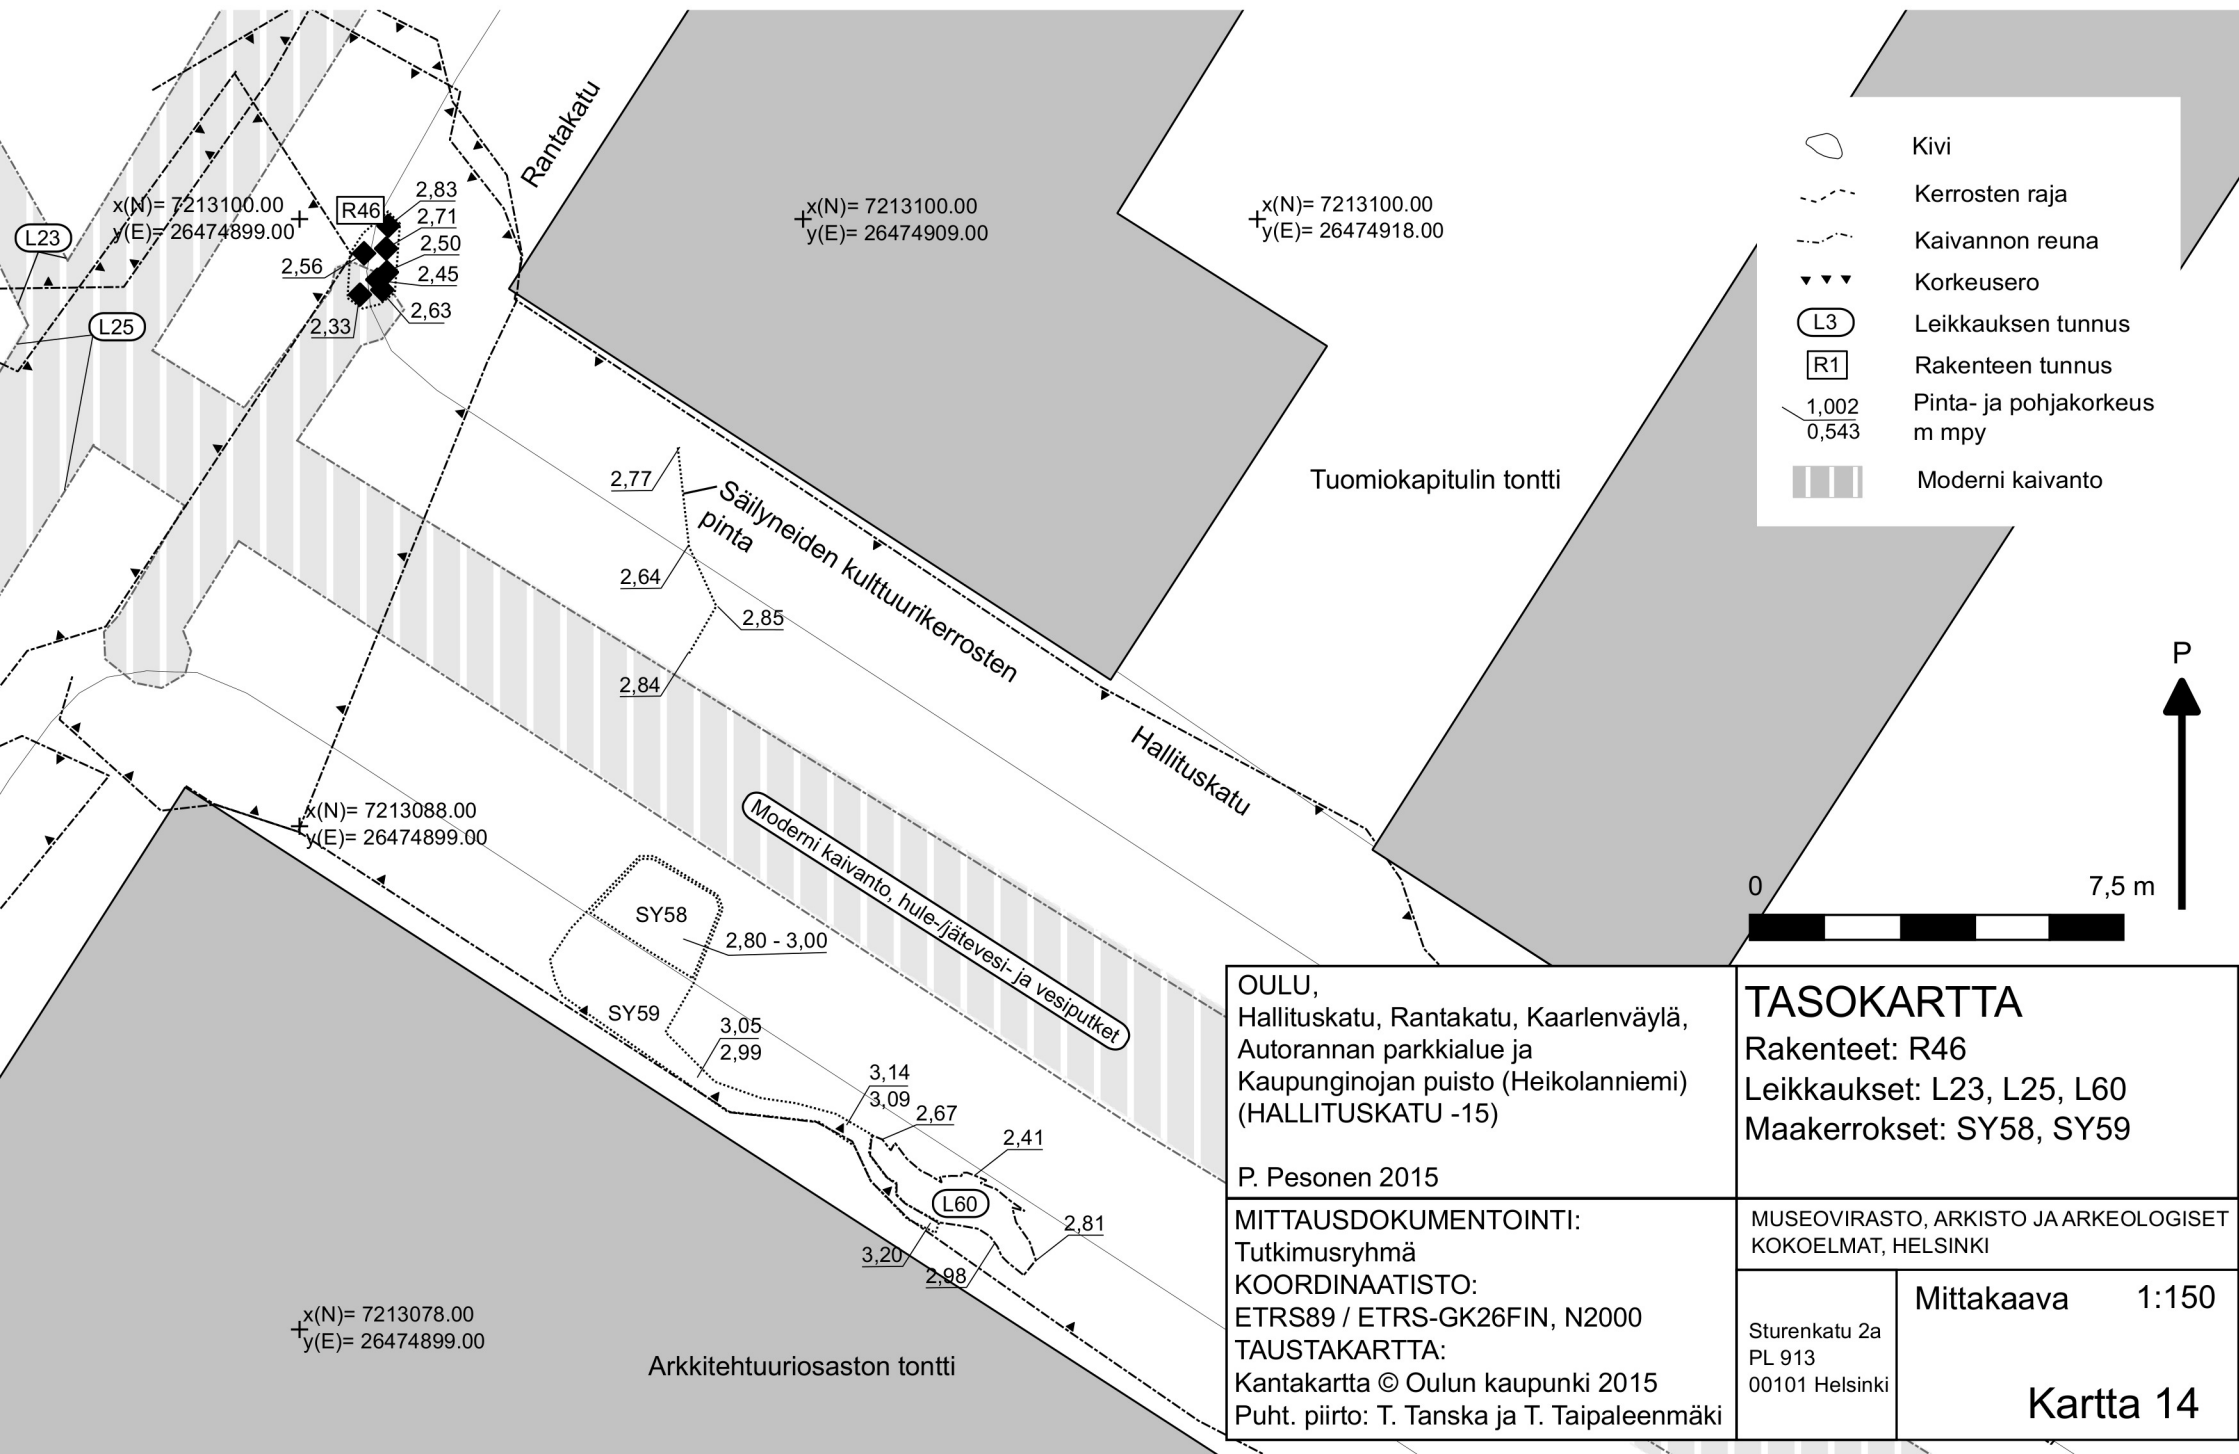 Rantakatu
x(N)= 7213100.00
y(E)= 26474899.00
L23
L25
R46
2,83
2,71
2,50
2,45
2,63
2,56
2,33
x(N)= 7213100.00
y(E)= 26474909.00
x(N)= 7213100.00
y(E)= 26474918.00
Kivi
Kerrosten raja
Kaivannon reuna
Korkeusero
L3
Leikkauksen tunnus
R1
Rakenteen tunnus
1,002
0,543
Pinta- ja pohjakorkeus
m mpy
Moderni kaivanto
Tuomiokapitulin tontti
2,77
2,64
2,85
2,84
Säilyneiden kulttuurikerrosten
pinta
Hallituskatu
P
0
7,5 m
x(N)= 7213088.00
y(E)= 26474899.00
Moderni kaivanto, hule-/jätevesi- ja vesiputket
SY58
2,80 - 3,00
SY59
3,05
2,99
3,14
3,09
2,67
2,41
L60
2,81
3,20
2,98
x(N)= 7213078.00
y(E)= 26474899.00
Arkkitehtuuriosaston tontti
OULU,
Hallituskatu, Rantakatu, Kaarlenväylä,
Autorannan parkkialue ja
Kaupunginojan puisto (Heikolanniemi)
(HALLITUSKATU -15)
P. Pesonen 2015
TASOKARTTA
Rakenteet: R46
Leikkaukset: L23, L25, L60
Maakerrokset: SY58, SY59
MITTAUSDOKUMENTOINTI:
Tutkimusryhmä
KOORDINAATISTO:
ETRS89 / ETRS-GK26FIN, N2000
TAUSTAKARTTA:
Kantakartta © Oulun kaupunki 2015
Puht. piirto: T. Tanska ja T. Taipaleenmäki
MUSEOVIRASTO, ARKISTO JA ARKEOLOGISET
KOKOELMAT, HELSINKI
Sturenkatu 2a
PL 913
00101 Helsinki
Mittakaava 1:150
Kartta 14